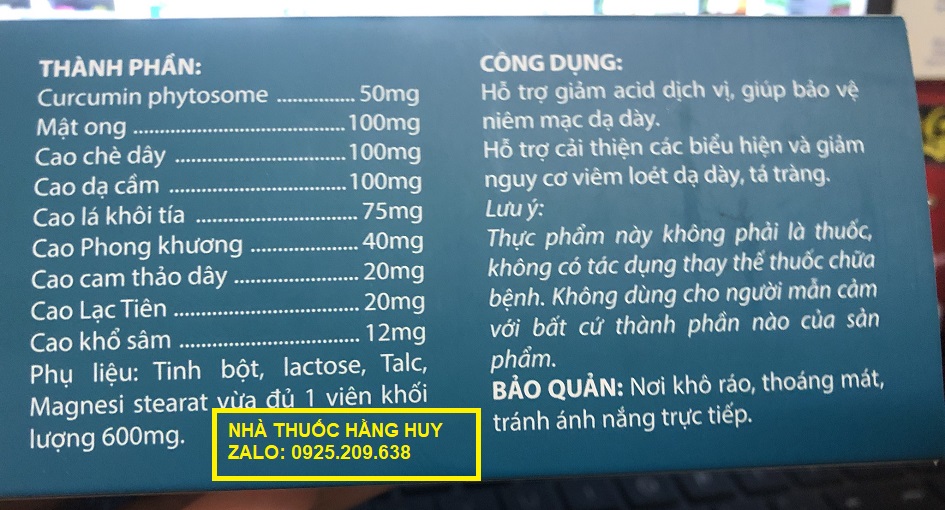 THÀNH PHẦN:
Curcumin phytosome ............... 50mg
Mật ong ........................................100mg
Cao chè dây ................................100mg
Cao dạ cầm .................................100mg
Cao lá khôi tía ............................... 75mg
Cao Phong khương .................... 40mg
Cao cam thảo dây ....................... 20mg
Cao Lạc Tiên ................................. 20mg
Cao khổ sâm .................................. 12mg
Phụ liệu: Tinh bột, lactose, Talc,
Magnesi stearat vừa đủ 1 viên khối
lượng 600mg.
CÔNG DỤNG:
Hỗ trợ giảm acid dịch vị, giúp bảo vệ
niêm mạc dạ dày.
Hỗ trợ cải thiện các biểu hiện và giảm
nguy cơ viêm loét dạ dày, tá tràng.
Lưu ý:
Thực phẩm này không phải là thuốc,
không có tác dụng thay thế thuốc chữa
bệnh. Không dùng cho người mẫn cảm
với bất cứ thành phần nào của sản
phẩm.
BẢO QUẢN: Nơi khô ráo, thoáng mát,
tránh ánh nắng trực tiếp.
NHÀ THUỐC HẰNG HUY
ZALO: 0925.209.638